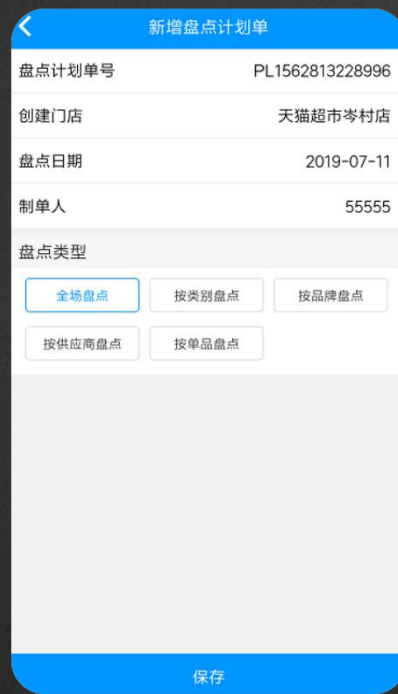 新增盘点计划单
盘点计划单号 PL1562813228996
创建门店 天猫超市岑村店
盘点日期 2019-07-11
制单人 55555
盘点类型
全场盘点 按类别盘点 按品牌盘点
按供应商盘点 按单品盘点
保存